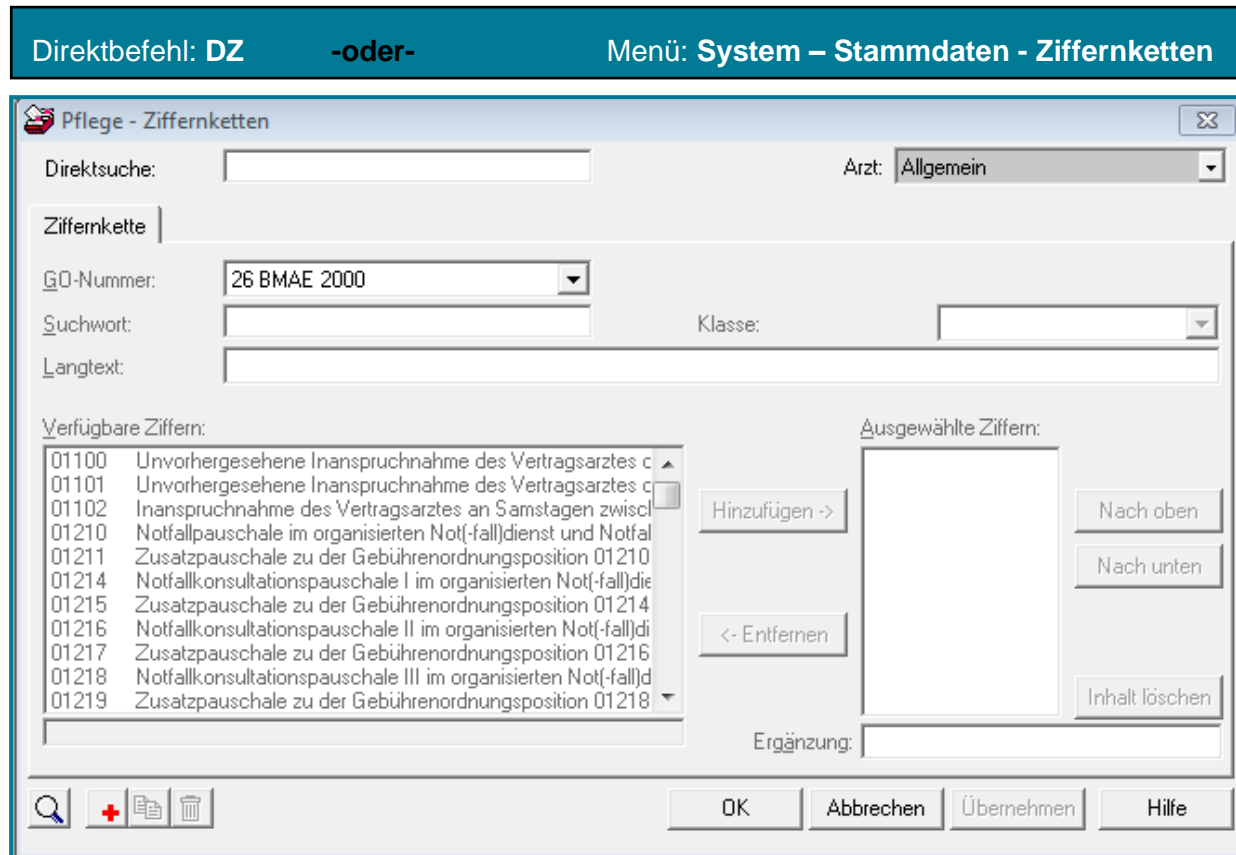 Direktbefehl: DZ -oder- Menü: System – Stammdaten - Ziffernketten
Pflege - Ziffernketten
Direktsuche: Arzt: Allgemein
Ziffernkette
GO-Nummer: 26 BMAE 2000
Suchwort: Klasse:
Langtext:
Verfügbare Ziffern: Ausgewählte Ziffern:
01100 Unvorhergesehene Inanspruchnahme des Vertragsarztes
01101 Unvorhergesehene Inanspruchnahme des Vertragsarztes
01102 Inanspruchnahme des Vertragsarztes an Samstagen zwiscl
01210 Notfallpauschale im organisierten Not(-fall)dienst und Notfal
01211 Zusatzpauschale zu der Gebührenordnungsposition 01210
01214 Notfallkonsultationspauschale I im organisierten Not(-fall)die
01215 Zusatzpauschale zu der Gebührenordnungsposition 01214
01216 Notfallkonsultationspauschale II im organisierten Not(-fall)di
01217 Zusatzpauschale zu der Gebührenordnungsposition 01216
01218 Notfallkonsultationspauschale III im organisierten Not(-fall)d
01219 Zusatzpauschale zu der Gebührenordnungsposition 01218
Hinzufügen -> Nach oben
Nach unten
<- Entfernen
Inhalt löschen
Ergänzung:
OK Abbrechen Übernehmen Hilfe